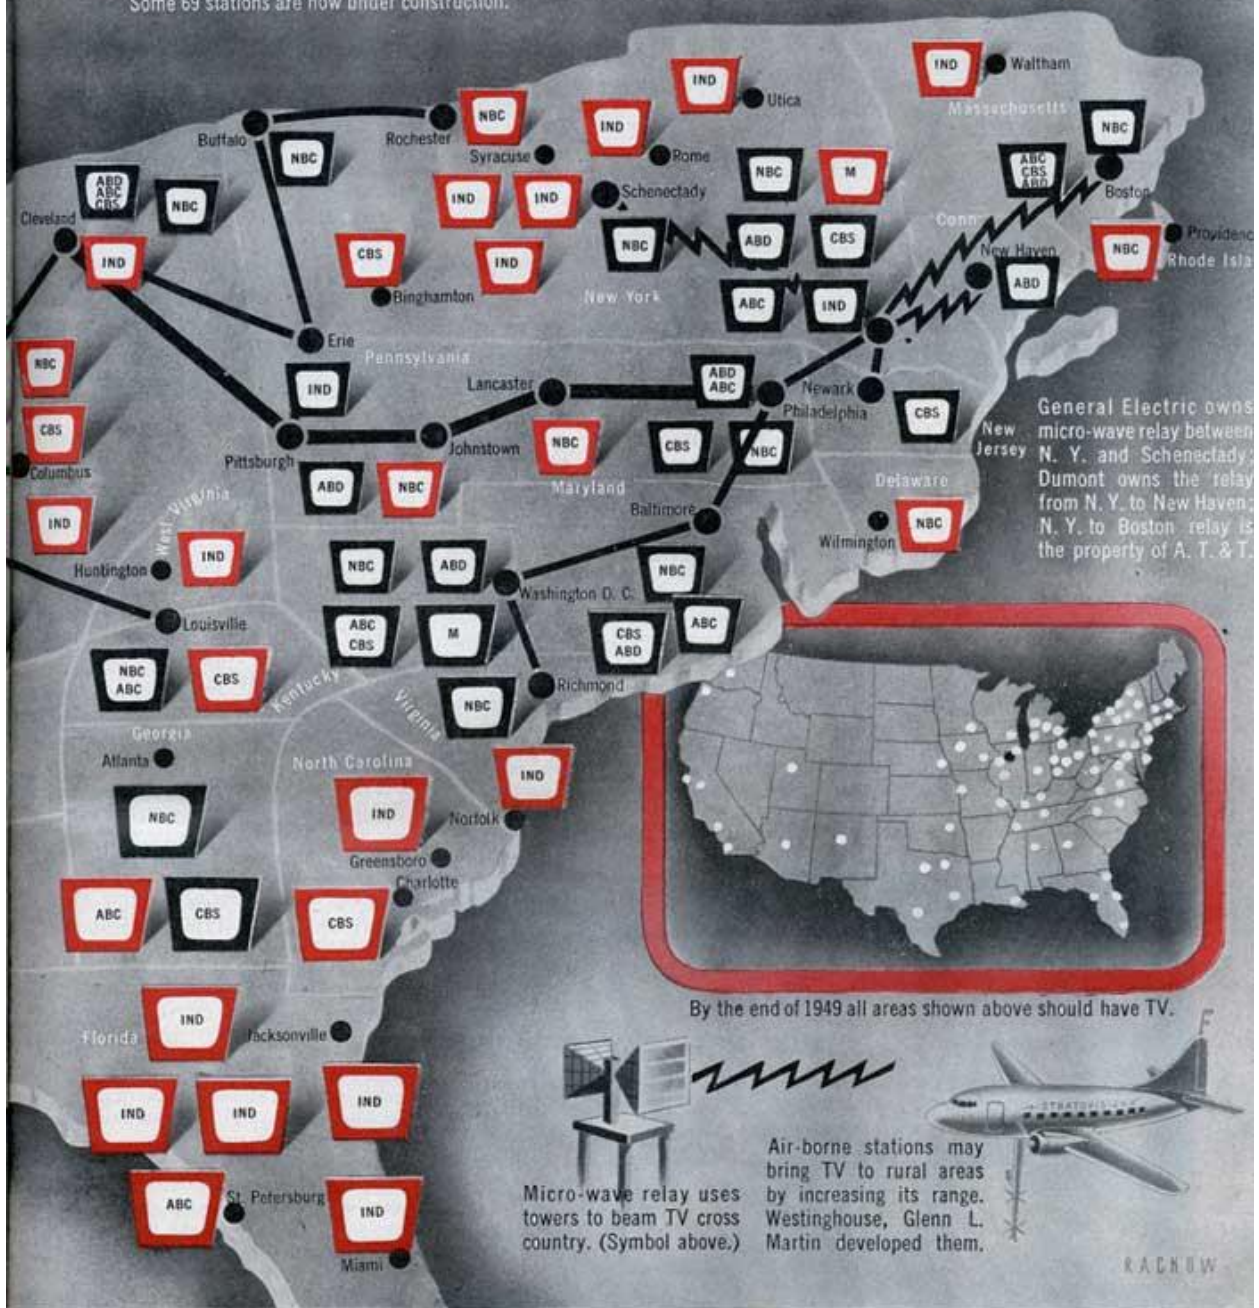 Some 69 stations are now under construction.
IND
Waltham
IND
Utica
Massachusetts
NBC
Buffalo
Rochester
NBC
Syracuse
IND
Rome
NBC
NBC
M
ABC
CBS
ABD
Boston
ABD
ABC
CBS
NBC
Cleveland
IND
IND
IND
Schenectady
NBC
ABD
CBS
Conn.
New Haven
ABD
NBC
Providenc
Rhode Isla
CBS
Binghamton
IND
New York
ABC
IND
Erie
Pennsylvania
NBC
IND
Lancaster
ABD
ABC
Newark
Philadelphia
CBS
New
Jersey
General Electric owns
micro-wave relay between
N. Y. and Schenectady;
Dumont owns the relay
from N. Y. to New Haven;
N. Y. to Boston relay is
the property of A. T. & T.
CBS
Columbus
Pittsburgh
Johnstown
NBC
CBS
NBC
ABD
NBC
Maryland
Delaware
IND
West Virginia
Baltimore
Wilmington
NBC
Huntington
IND
NBC
ABD
Washington D. C.
NBC
Louisville
ABC
CBS
M
CBS
ABD
ABC
NBC
ABC
CBS
Kentucky
Virginia
NBC
Richmond
Georgia
Atlanta
North Carolina
IND
NBC
IND
Norfolk
Greensboro
Charlotte
ABC
CBS
CBS
IND
Florida
Jacksonville
By the end of 1949 all areas shown above should have TV.
IND
IND
IND
STRATOVISION
ABC
St. Petersburg
IND
Miami
Micro-wave relay uses
towers to beam TV cross
country. (Symbol above.)
Air-borne stations may
bring TV to rural areas
by increasing its range.
Westinghouse, Glenn L.
Martin developed them.
RACKOW